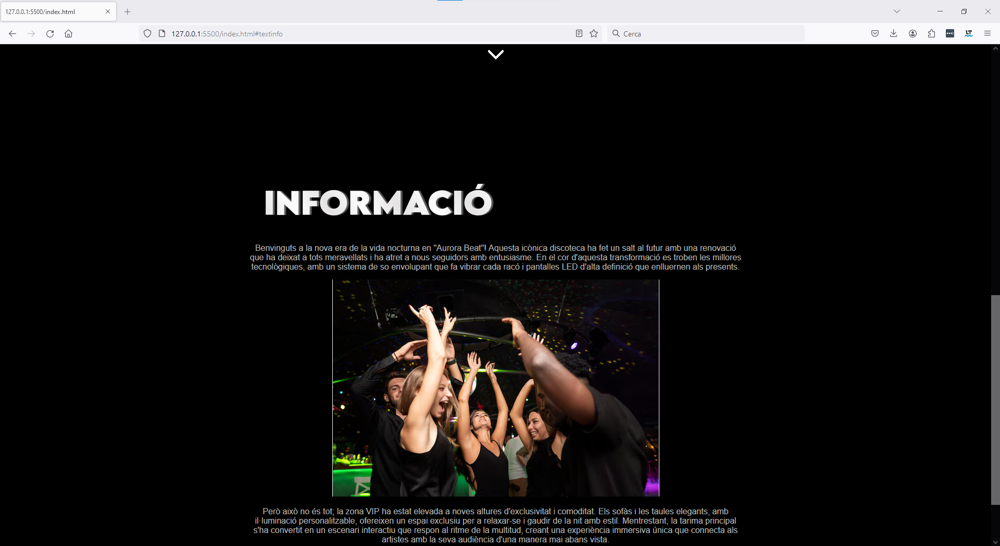 127.0.0.1:5500/index.html
127.0.0.1:5500/index.html#textinfo
Cerca
LT
INFORMACIÓ
Benvinguts a la nova era de la vida nocturna en "Aurora Beat"! Aquesta icònica discoteca ha fet un salt al futur amb una renovació
que ha deixat a tots meravellats i ha atret a nous seguidors amb entusiasme. En el cor d'aquesta transformació es troben les millores
tecnològiques, amb un sistema de so envolupant que fa vibrar cada racó i pantalles LED d'alta definició que enlluernen als presents.
Però això no és tot; la zona VIP ha estat elevada a noves altures d'exclusivitat i comoditat. Els sofàs i les taules elegants, amb
il·luminació personalitzable, ofereixen un espai exclusiu per a relaxar-se i gaudir de la nit amb estil. Mentrestant, la tarima principal
s'ha convertit en un escenari interactiu que respon al ritme de la multitud, creant una experiència immersiva única que connecta als
artistes amb la seva audiència d'una manera mai abans vista.